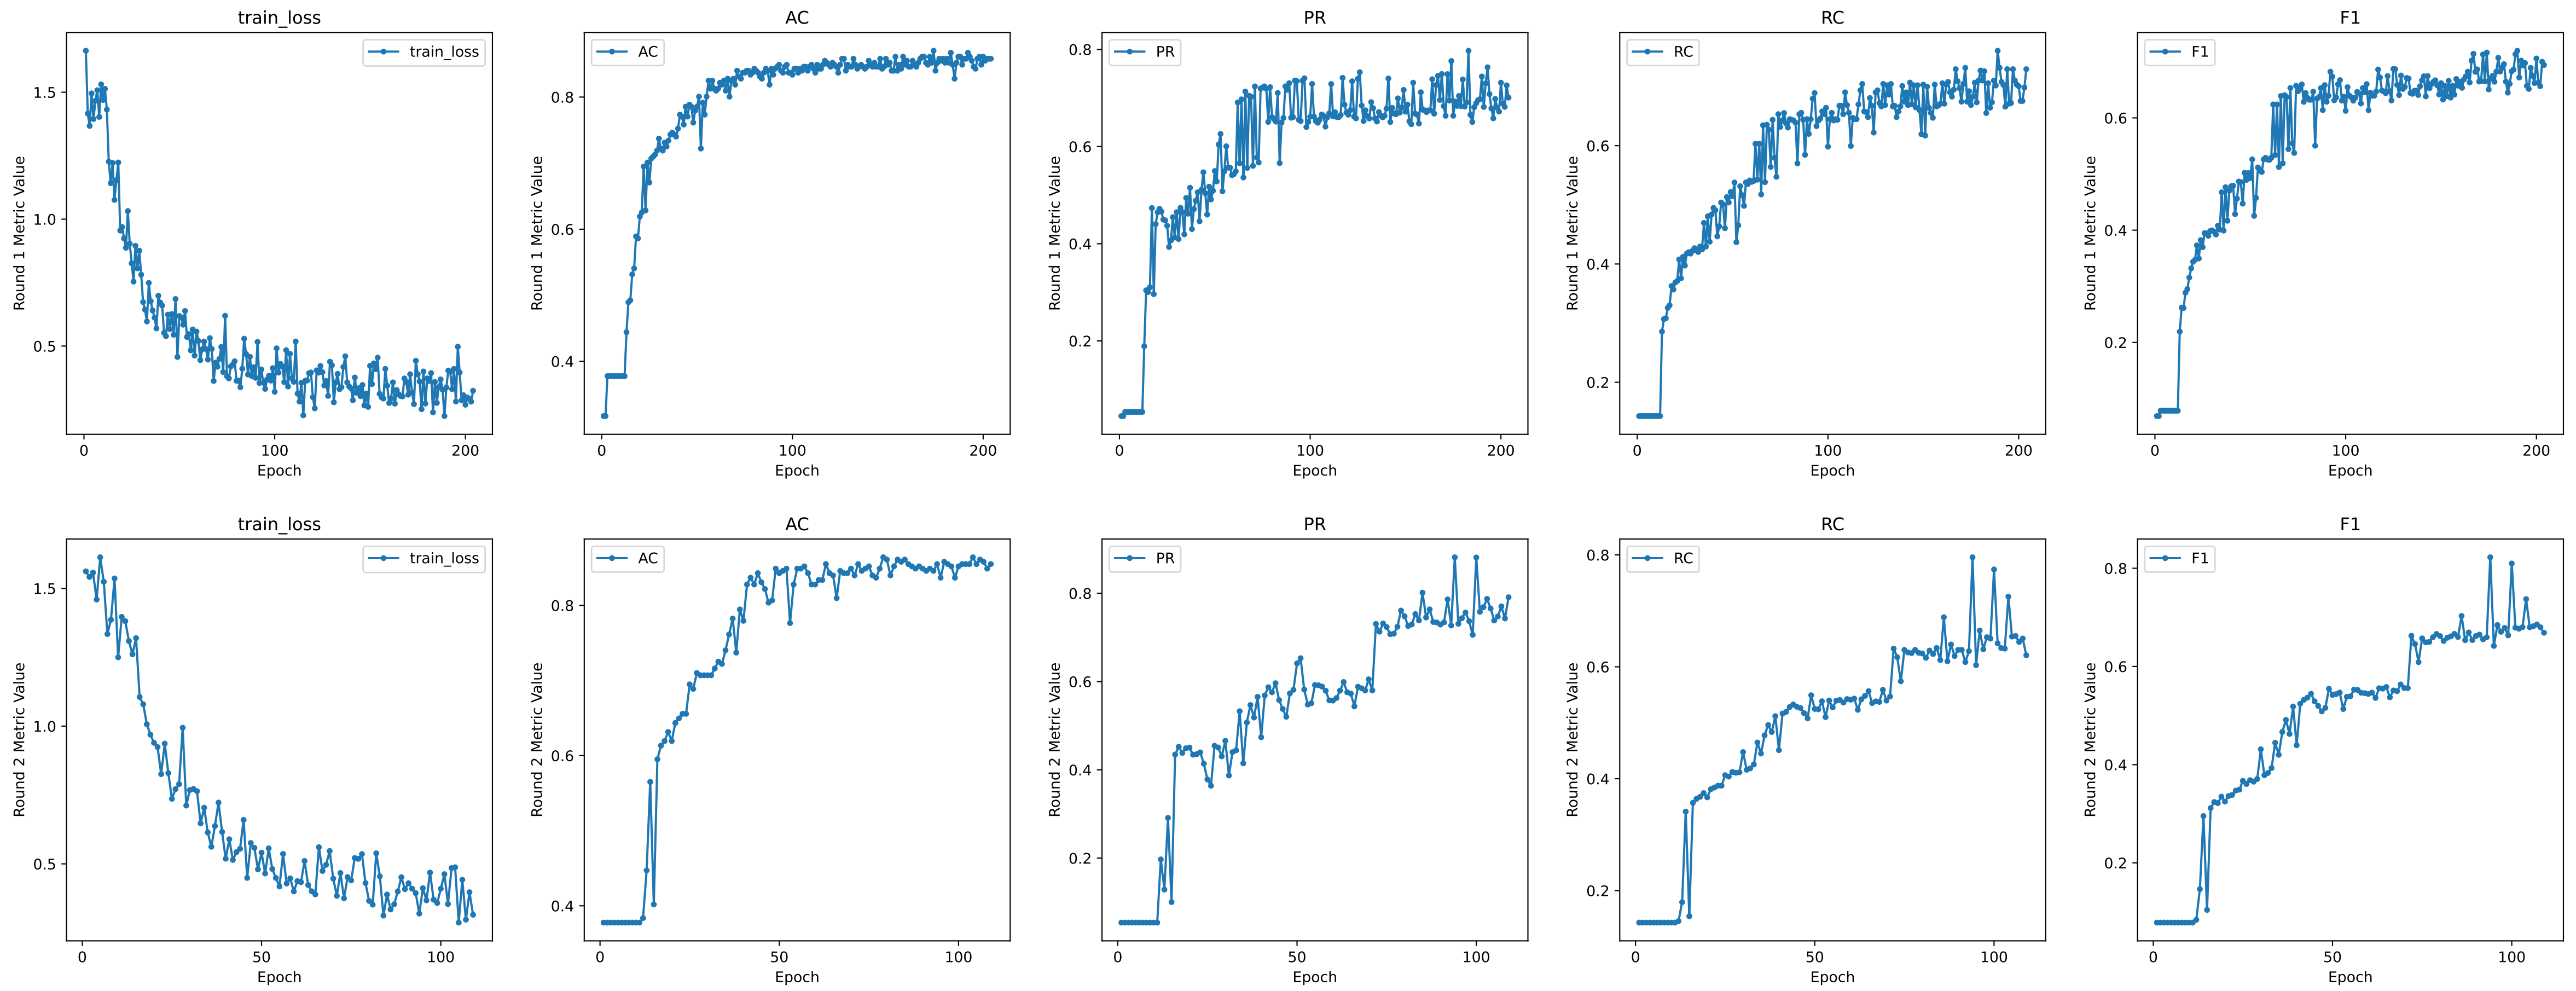 train_loss
AC
PR
RC
F1
train_loss
AC
PR
RC
F1
Round 1 Metric Value
1.5
1.0
0.5
0
100
200
Epoch
Round 1 Metric Value
0.8
0.6
0.4
0
100
200
Epoch
Round 1 Metric Value
0.8
0.6
0.4
0.2
0
100
200
Epoch
Round 1 Metric Value
0.6
0.4
0.2
0
100
200
Epoch
Round 1 Metric Value
0.6
0.4
0.2
0
100
200
Epoch
train_loss
AC
PR
RC
F1
train_loss
AC
PR
RC
F1
Round 2 Metric Value
1.5
1.0
0.5
0
50
100
Epoch
Round 2 Metric Value
0.8
0.6
0.4
0
50
100
Epoch
Round 2 Metric Value
0.8
0.6
0.4
0.2
0
50
100
Epoch
Round 2 Metric Value
0.8
0.6
0.4
0.2
0
50
100
Epoch
Round 2 Metric Value
0.8
0.6
0.4
0.2
0
50
100
Epoch